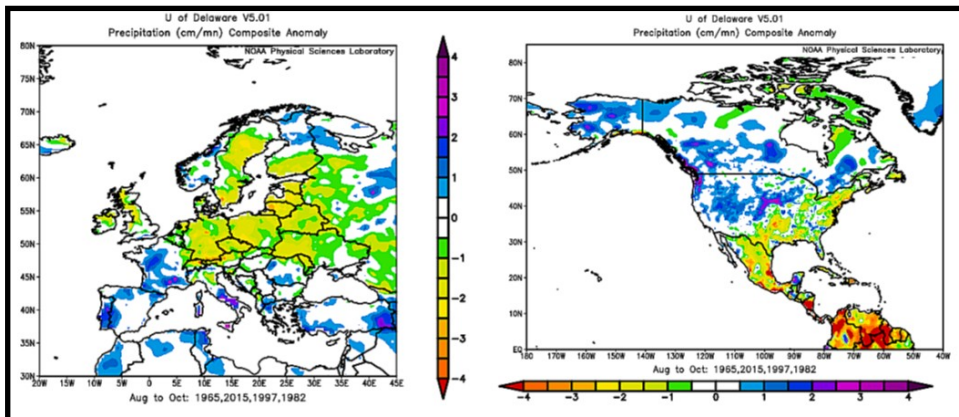 U of Delaware V5.01
Precipitation (cm/mn) Composite Anomaly
NOAA Physical Sciences Laboratory
80N
75N
70N
65N
60N
55N
50N
45N
40N
35N
30N
20W 15W 10W 5W 0 5E 10E 15E 20E 25E 30E 35E 40E 45E
Aug to Oct: 1965,2015,1997,1982
4
3
2
1
0
-1
-2
-3
-4
U of Delaware V5.01
Precipitation (cm/mn) Composite Anomaly
NOAA Physical Sciences Laboratory
80N
70N
60N
50N
40N
30N
20N
10N
EQ
180 170W 160W 150W 140W 130W 120W 110W 100W 90W 80W 70W 60W 50W 40W
-4 -3 -2 -1 0 1 2 3 4
Aug to Oct: 1965,2015,1997,1982